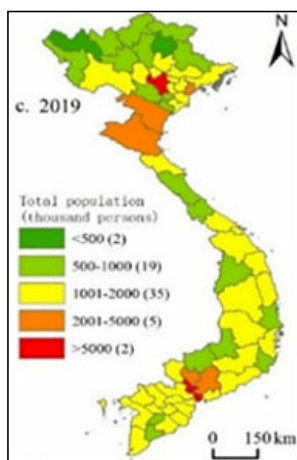 N
c. 2019
Total population
(thousand persons)
<500 (2)
500-1000 (19)
1001-2000 (35)
2001-5000 (5)
>5000 (2)
0 150 km